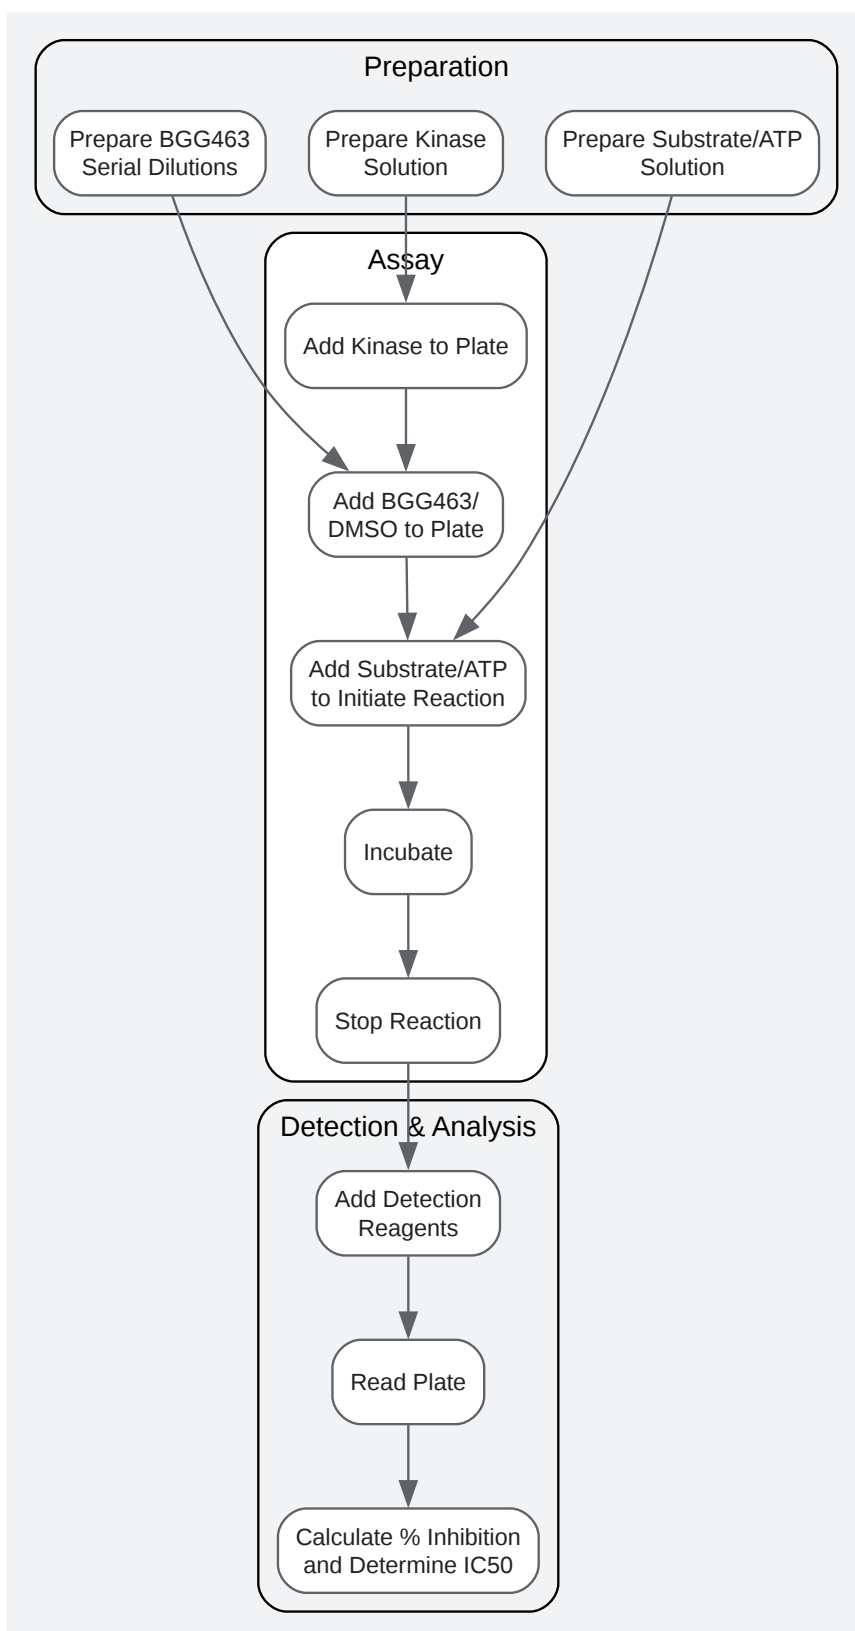 Preparation
Prepare BGG463
Serial Dilutions
Prepare Kinase
Solution
Prepare Substrate/ATP
Solution
Assay
Add Kinase to Plate
Add BGG463/
DMSO to Plate
Add Substrate/ATP
to Initiate Reaction
Incubate
Stop Reaction
Detection & Analysis
Add Detection
Reagents
Read Plate
Calculate % Inhibition
and Determine IC50